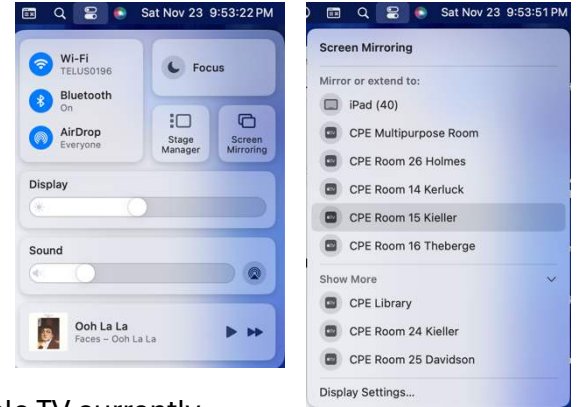 Sat Nov 23 9:53:22 PM
Wi-Fi
TELUS0196
Bluetooth
On
AirDrop
Everyone
Focus
Stage
Manager
Screen
Mirroring
Display
Sound
Ooh La La
Faces – Ooh La La
Sat Nov 23 9:53:51 PM
Screen Mirroring
Mirror or extend to:
iPad (40)
CPE Multipurpose Room
CPE Room 26 Holmes
CPE Room 14 Kerluck
CPE Room 15 Kieller
CPE Room 16 Theberge
Show More
CPE Library
CPE Room 24 Kieller
CPE Room 25 Davidson
Display Settings...
TV currently